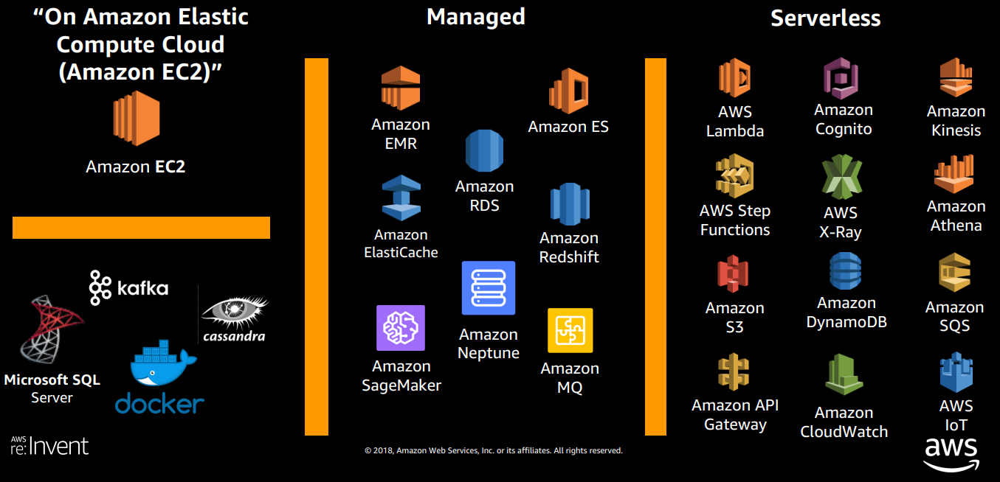 “On Amazon Elastic
Compute Cloud
(Amazon EC2)”
Amazon EC2
kafka
cassandra
Microsoft SQL
Server
docker
AWS
re:Invent
Managed
Amazon
EMR
Amazon ES
Amazon
RDS
Amazon
ElastiCache
Amazon
Redshift
Amazon
SageMaker
Amazon
Neptune
Amazon
MQ
© 2018, Amazon Web Services, Inc. or its affiliates. All rights reserved.
Serverless
AWS
Lambda
Amazon
Cognito
Amazon
Kinesis
AWS Step
Functions
AWS
X-Ray
Amazon
Athena
Amazon
S3
Amazon
DynamoDB
Amazon
SQS
Amazon API
Gateway
Amazon
CloudWatch
AWS
IoT
aws